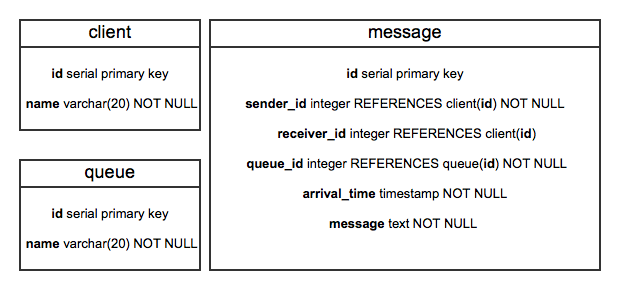 client
id serial primary key
name varchar(20) NOT NULL
queue
id serial primary key
name varchar(20) NOT NULL
message
id serial primary key
sender_id integer REFERENCES client(id) NOT NULL
receiver_id integer REFERENCES client(id)
queue_id integer REFERENCES queue(id) NOT NULL
arrival_time timestamp NOT NULL
message text NOT NULL